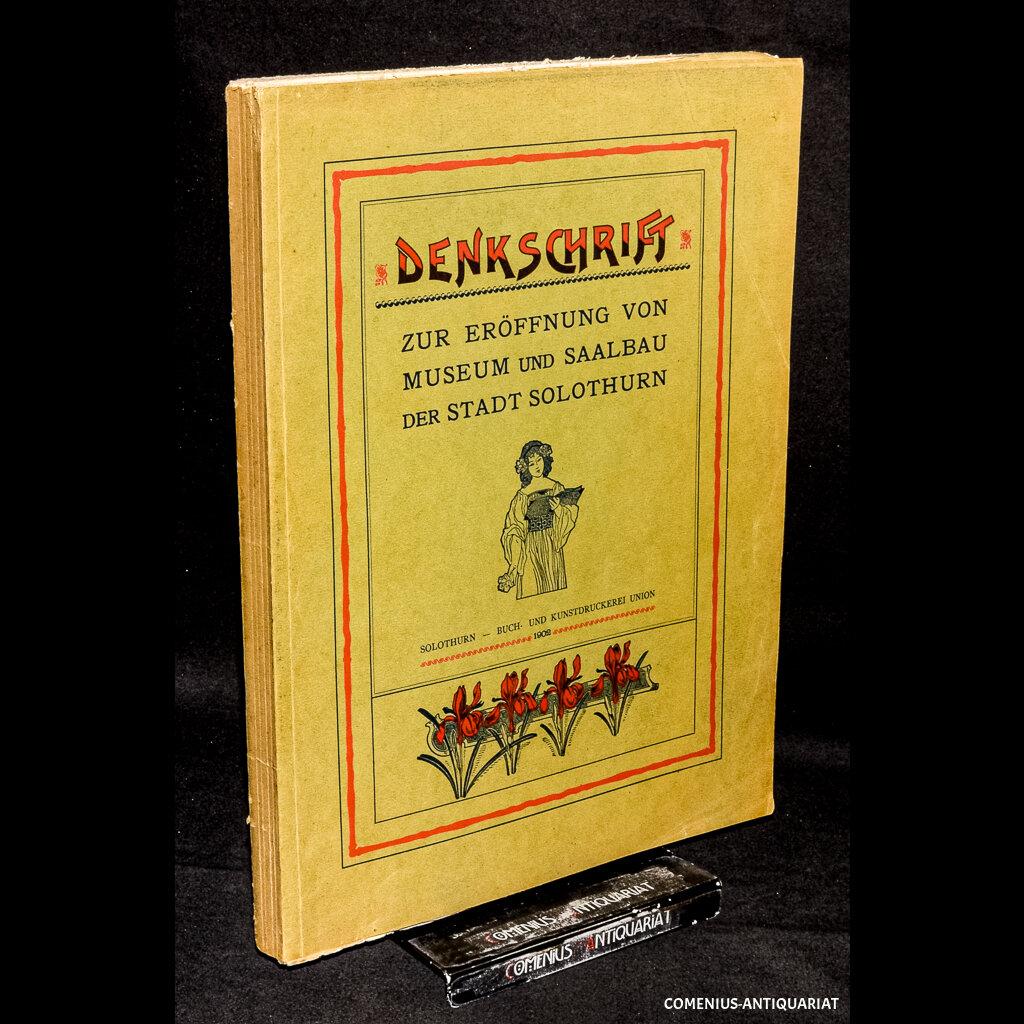 DENKSCHRIFT
ZUR ERÖFFNUNG VON
MUSEUM UND SAALBAU
DER STADT SOLOTHURN
SOLOTHURN — BUCH- UND KUNSTDRUCKEREI UNION
1902
COMENIUS ANTIQUARIAT
COMENIUS ANTIQUARIAT
COMENIUS-ANTIQUARIAT